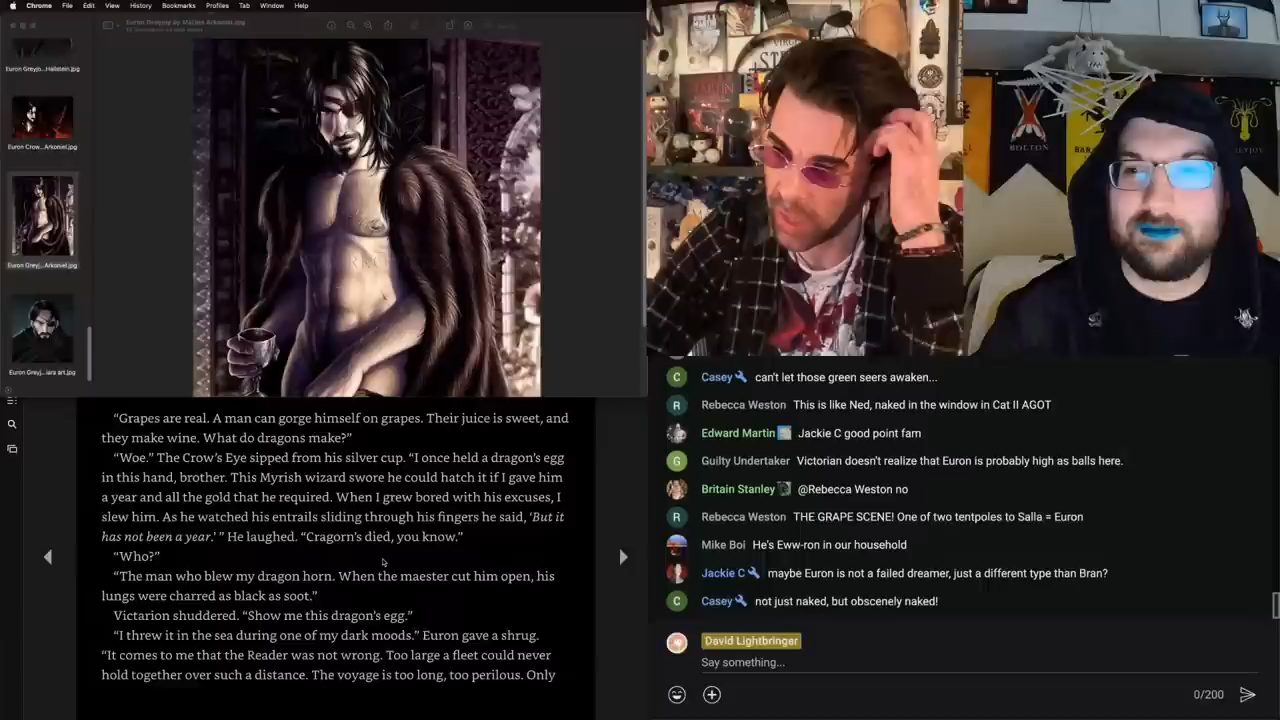 Chrome File Edit View History Bookmarks Profiles Tab Window Help
Euron Greyjoy by Marina Arkoniel.jpg
Euron Greyjo...Hallstein.jpg
Euron Crow...Arkoniel.jpg
Euron Greyj...Arkoniel.jpg
Euron Greyj...iara art.jpg
BOLTON
“Grapes are real. A man can gorge himself on grapes. Their juice is sweet, and
they make wine. What do dragons make?”
“Woe.” The Crow’s Eye sipped from his silver cup. “I once held a dragon’s egg
in this hand, brother. This Myrish wizard swore he could hatch it if I gave him
a year and all the gold that he required. When I grew bored with his excuses, I
slew him. As he watched his entrails sliding through his fingers he said, ‘But it
has not been a year.’ ” He laughed. “Cragorn’s died, you know.”
“Who?”
“The man who blew my dragon horn. When the maester cut him open, his
lungs were charred as black as soot.”
Victarion shuddered. “Show me this dragon’s egg.”
“I threw it in the sea during one of my dark moods.” Euron gave a shrug.
“It comes to me that the Reader was not wrong. Too large a fleet could never
hold together over such a distance. The voyage is too long, too perilous. Only
C Casey can't let those green seers awaken...
R Rebecca Weston This is like Ned, naked in the window in Cat II AGOT
Edward Martin Jackie C good point fam
G Guilty Undertaker Victorian doesn't realize that Euron is probably high as balls here.
Britain Stanley @Rebecca Weston no
R Rebecca Weston THE GRAPE SCENE! One of two tentpoles to Salla = Euron
Mike Boi He's Eww-ron in our household
Jackie C maybe Euron is not a failed dreamer, just a different type than Bran?
C Casey not just naked, but obscenely naked!
David Lightbringer
Say something...
0/200